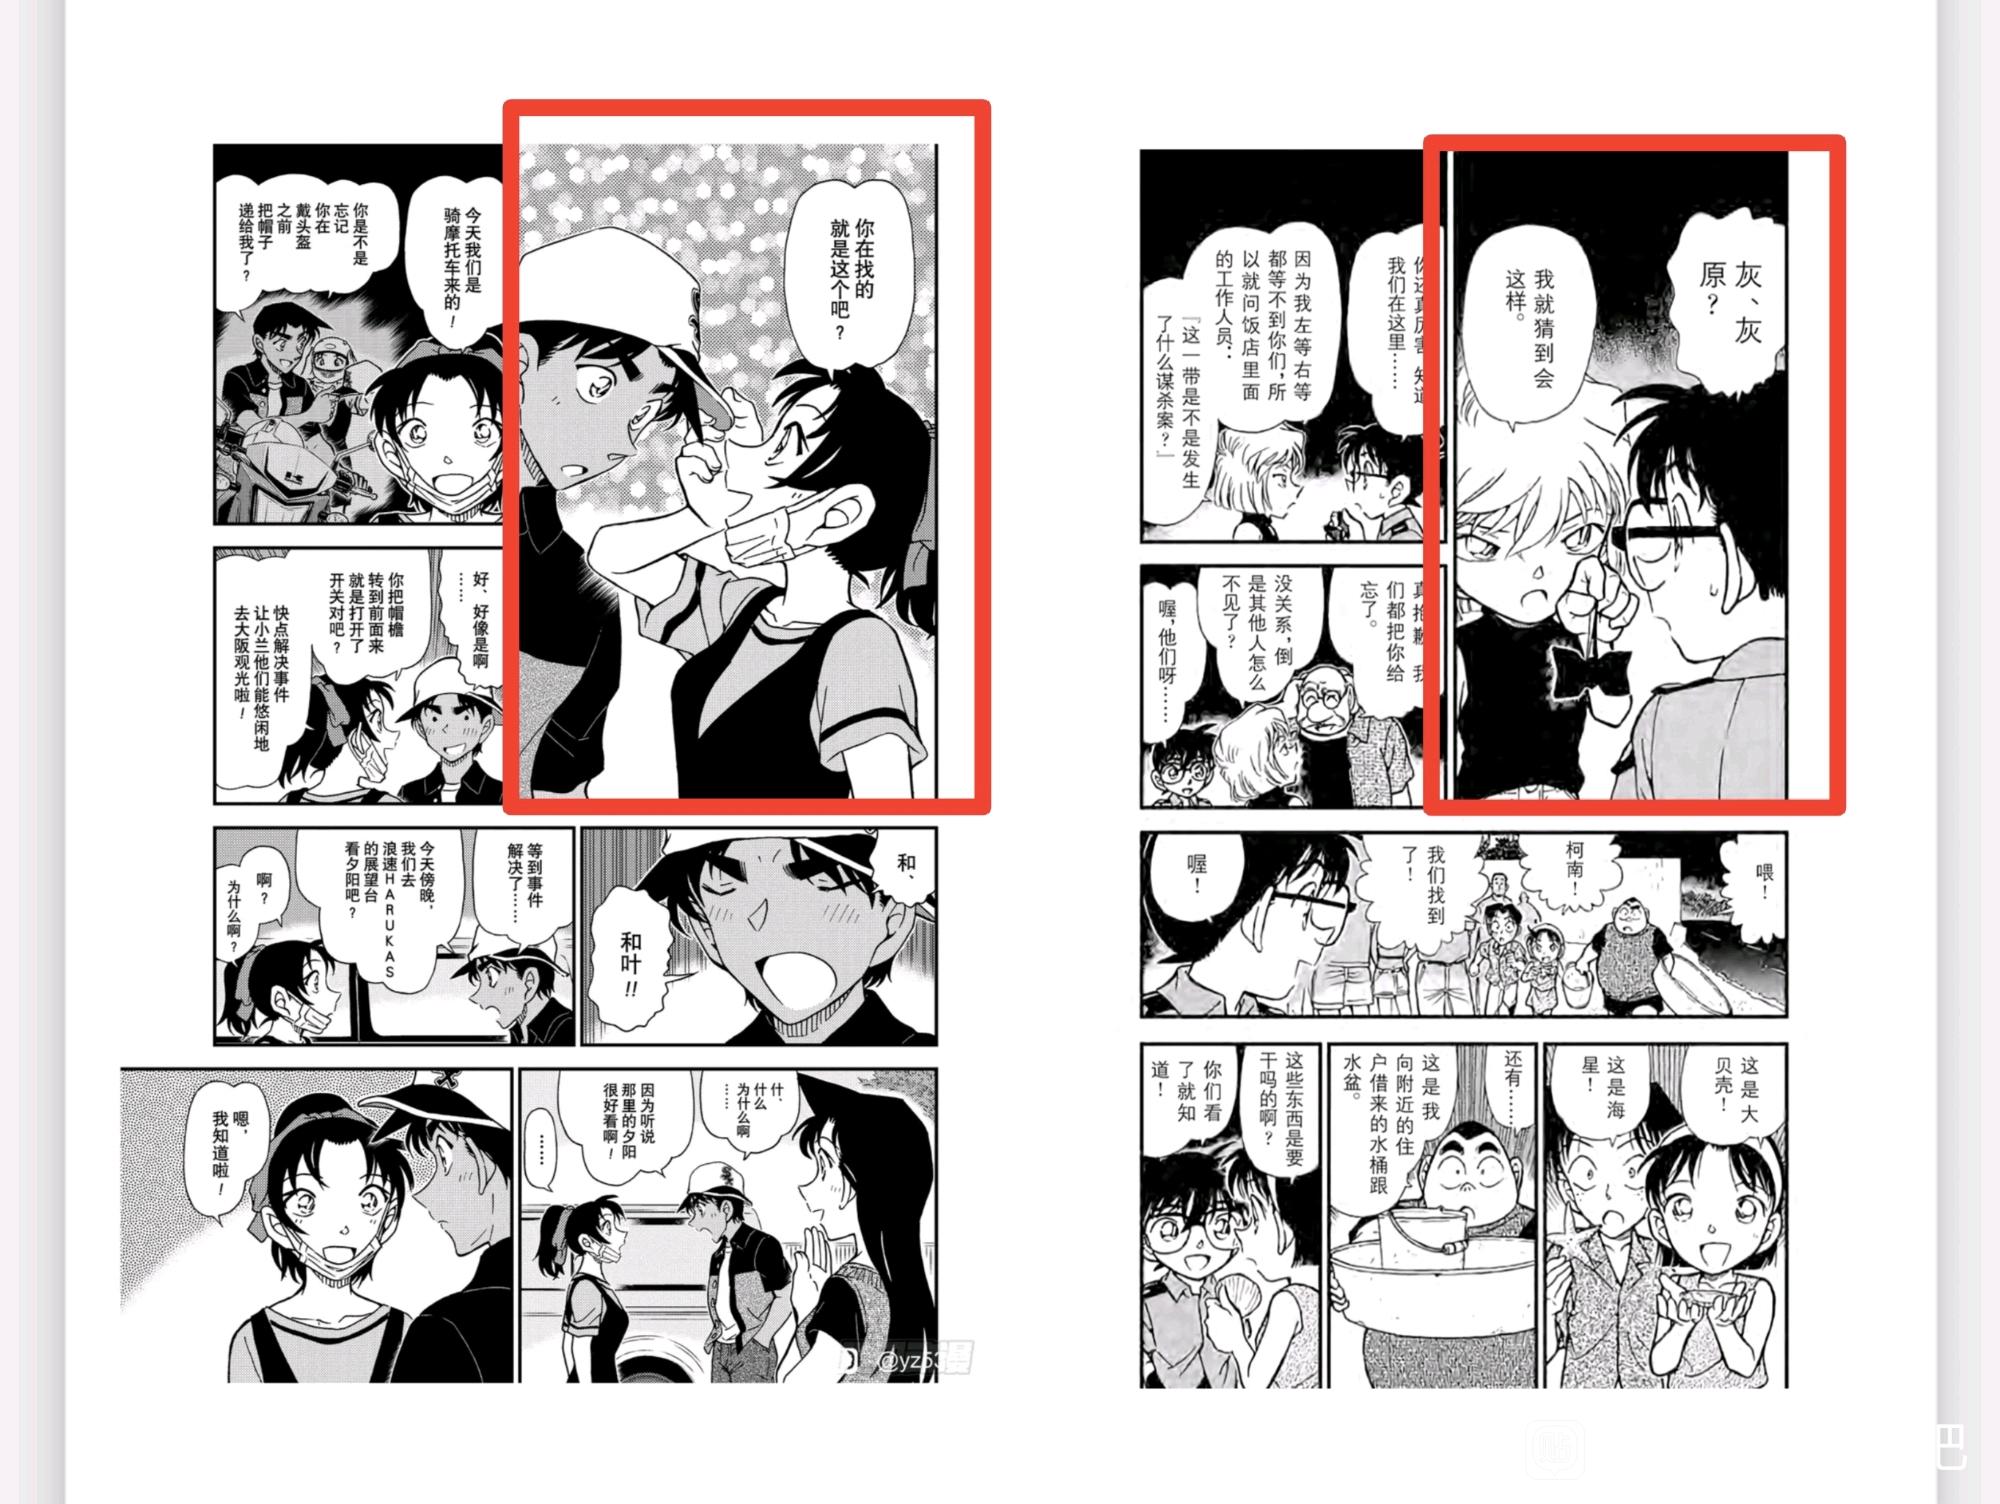 你在找的
就是这个吧?
今天我们是
骑摩托车来的!
你是不是
忘记
你在
戴头盔
之前
把帽子
递给我了?
好、好像是啊
……
你把帽檐
转到前面来
就是打开了
开关对吧?
快点解决事件
让小兰他们能悠闲地
去大阪观光啦!
和、
和叶!!
等到事件
解决了……
今天傍晚,
我们去
浪速HARUKAS
的展望台
看夕阳吧?
啊?
为什么啊?
什、
什么
为什么啊
……
因为听说
那里的夕阳
很好看啊!
……
嗯,
我知道啦!
@yz53
灰、灰
原?
我就猜到会
这样。
你还真厉害 知道
我们在这里……
因为我左等右等
都等不到你们,所
以就问饭店里面
的工作人员:
『这一带是不是发生
了什么谋杀案?』
真抱歉 我
们都把你给
忘了。
没关系,倒
是其他人怎么
不见了?
喔,他们呀……
喂!
柯南!
我们找到
了!
喔!
这是大
贝壳!
这是海
星!
还有……
这是我
向附近的住
户借来的水桶跟
水盆。
这些东西是要
干吗的啊?
你们看
了就知
道!
贴
吧